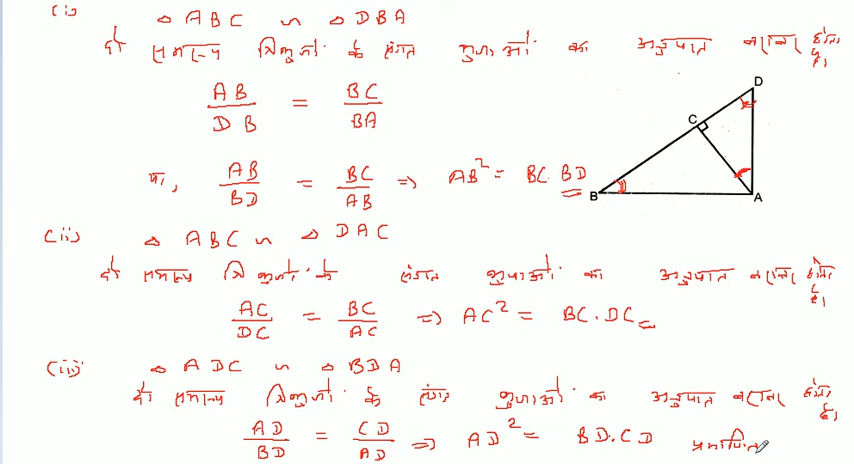 (i) △ABC ∽ △DBA
दो समरूप त्रिभुजों के संगत भुजाओं का अनुपात बराबर होता है।
AB/DB = BC/BA
या, AB/BD = BC/AB ⇒ AB² = BC·BD
D
C
B
A
(ii) △ABC ∽ △DAC
दो समरूप त्रिभुजों के संगत भुजाओं का अनुपात बराबर होता है।
AC/DC = BC/AC ⇒ AC² = BC·DC
(iii) △ADC ∽ △BDA
दो समरूप त्रिभुजों के संगत भुजाओं का अनुपात बराबर होता है।
AD/BD = CD/AD ⇒ AD² = BD·CD प्रमाणित